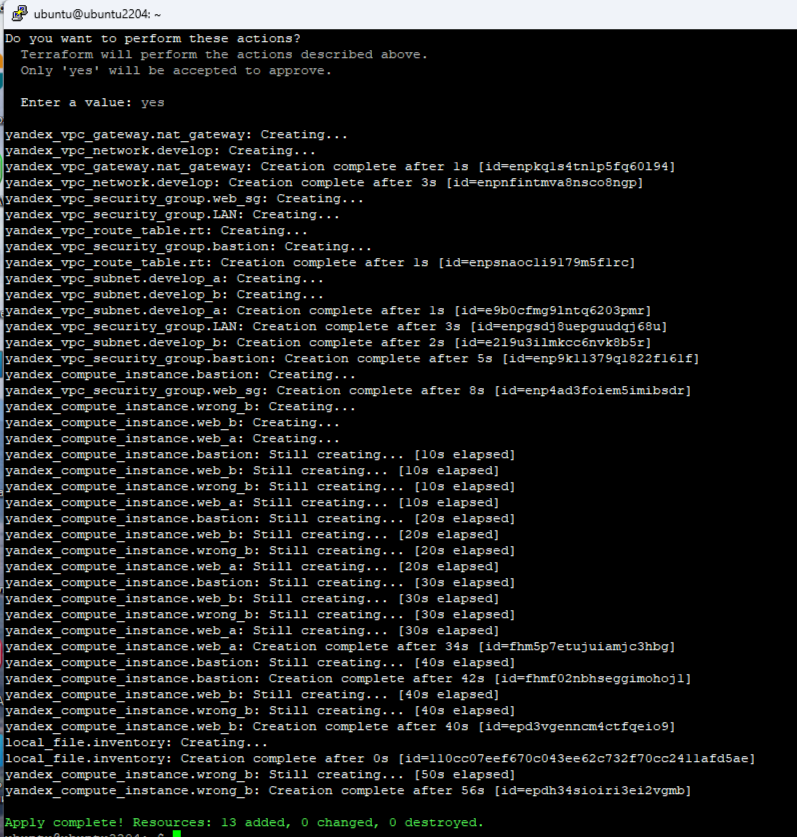 ubuntu@ubuntu2204: ~
Do you want to perform these actions?
  Terraform will perform the actions described above.
  Only 'yes' will be accepted to approve.

  Enter a value: yes

yandex_vpc_gateway.nat_gateway: Creating...
yandex_vpc_network.develop: Creating...
yandex_vpc_gateway.nat_gateway: Creation complete after 1s [id=enpkqls4tnlp5fq60l94]
yandex_vpc_network.develop: Creation complete after 3s [id=enpnfintmva8nsco8ngp]
yandex_vpc_security_group.web_sg: Creating...
yandex_vpc_security_group.LAN: Creating...
yandex_vpc_route_table.rt: Creating...
yandex_vpc_security_group.bastion: Creating...
yandex_vpc_route_table.rt: Creation complete after 1s [id=enpsnaocli9l79m5flrc]
yandex_vpc_subnet.develop_a: Creating...
yandex_vpc_subnet.develop_b: Creating...
yandex_vpc_subnet.develop_a: Creation complete after 1s [id=e9b0cfmg9lntq6203pmr]
yandex_vpc_security_group.LAN: Creation complete after 3s [id=enpgsdj8uepguudqj68u]
yandex_vpc_subnet.develop_b: Creation complete after 2s [id=e2l9u3ilmkcc6nvk8b5r]
yandex_vpc_security_group.bastion: Creation complete after 5s [id=enp9kll379ql822fl6lf]
yandex_compute_instance.bastion: Creating...
yandex_vpc_security_group.web_sg: Creation complete after 8s [id=enp4ad3foiem5imibsdr]
yandex_compute_instance.wrong_b: Creating...
yandex_compute_instance.web_b: Creating...
yandex_compute_instance.web_a: Creating...
yandex_compute_instance.bastion: Still creating... [10s elapsed]
yandex_compute_instance.web_b: Still creating... [10s elapsed]
yandex_compute_instance.wrong_b: Still creating... [10s elapsed]
yandex_compute_instance.web_a: Still creating... [10s elapsed]
yandex_compute_instance.bastion: Still creating... [20s elapsed]
yandex_compute_instance.web_b: Still creating... [20s elapsed]
yandex_compute_instance.wrong_b: Still creating... [20s elapsed]
yandex_compute_instance.web_a: Still creating... [20s elapsed]
yandex_compute_instance.bastion: Still creating... [30s elapsed]
yandex_compute_instance.web_b: Still creating... [30s elapsed]
yandex_compute_instance.wrong_b: Still creating... [30s elapsed]
yandex_compute_instance.web_a: Still creating... [30s elapsed]
yandex_compute_instance.web_a: Creation complete after 34s [id=fhm5p7etujuiamjc3hbg]
yandex_compute_instance.bastion: Still creating... [40s elapsed]
yandex_compute_instance.bastion: Creation complete after 42s [id=fhmf02nbhseggimohojl]
yandex_compute_instance.web_b: Still creating... [40s elapsed]
yandex_compute_instance.wrong_b: Still creating... [40s elapsed]
yandex_compute_instance.web_b: Creation complete after 40s [id=epd3vgenncm4ctfqeio9]
local_file.inventory: Creating...
local_file.inventory: Creation complete after 0s [id=110cc07eef670c043ee62c732f70cc2411afd5ae]
yandex_compute_instance.wrong_b: Still creating... [50s elapsed]
yandex_compute_instance.wrong_b: Creation complete after 56s [id=epdh34sioiri3ei2vgmb]

Apply complete! Resources: 13 added, 0 changed, 0 destroyed.
ubuntu@ubuntu2204:~$